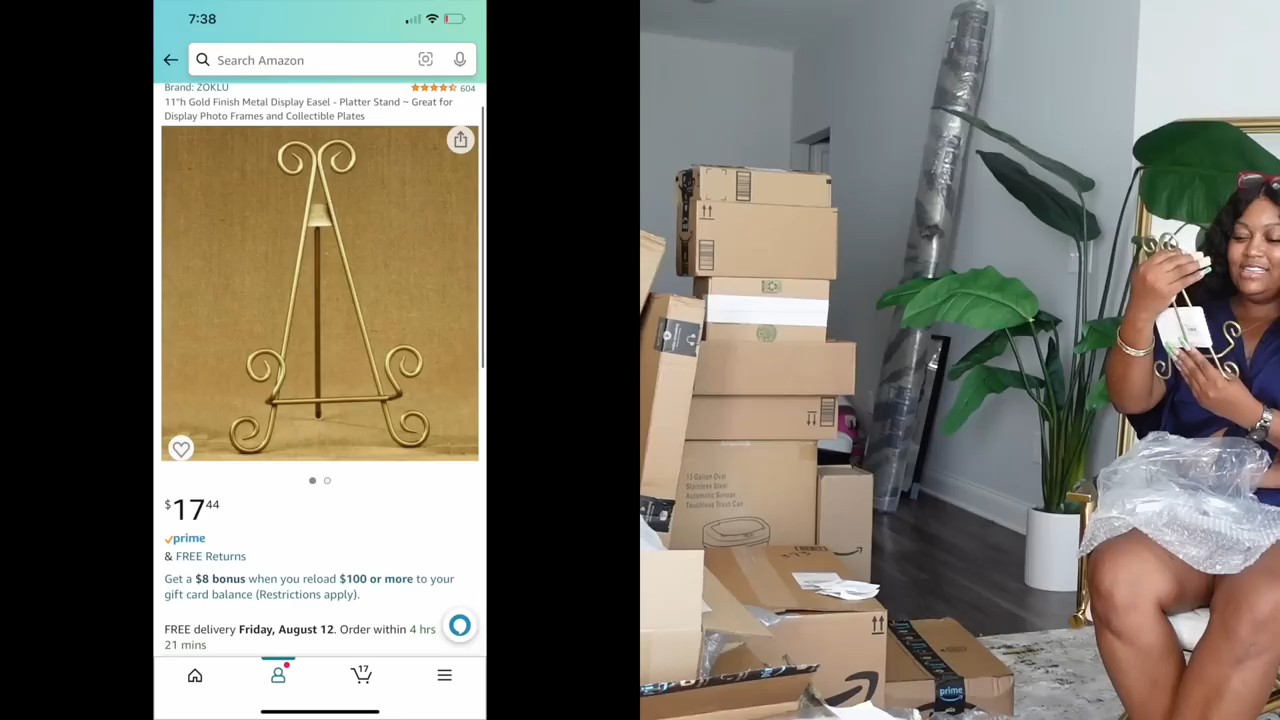 7:38
Search Amazon
Brand: ZOKLU
604
11"h Gold Finish Metal Display Easel - Platter Stand ~ Great for
Display Photo Frames and Collectible Plates
$17 44
prime
& FREE Returns
Get a $8 bonus when you reload $100 or more to your
gift card balance (Restrictions apply).
FREE delivery Friday, August 12. Order within 4 hrs
21 mins
17
13 Gallon Oval
Stainless Steel
Automatic Sensor
Touchless Trash Can
prime